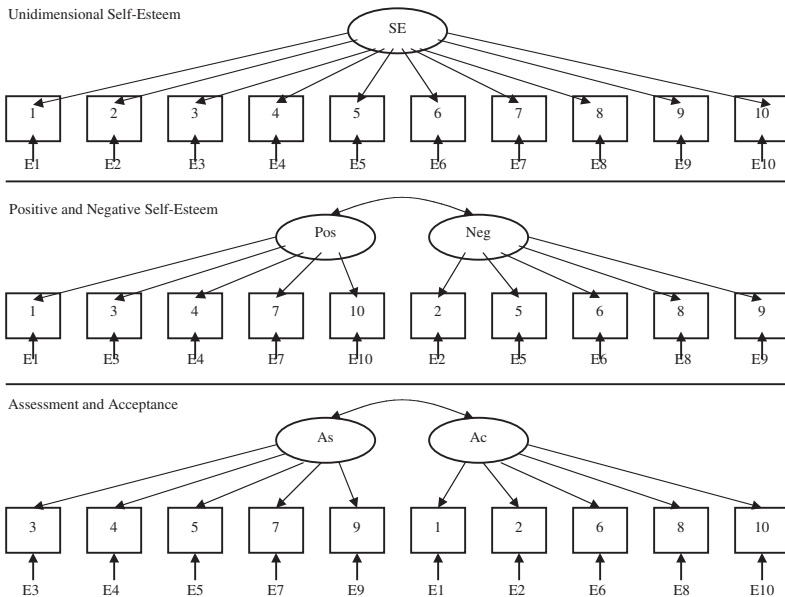 Unidimensional Self-Esteem
SE
1 2 3 4 5 6 7 8 9 10
E1 E2 E3 E4 E5 E6 E7 E8 E9 E10
Positive and Negative Self-Esteem
Pos Neg
1 3 4 7 10 2 5 6 8 9
E1 E3 E4 E7 E10 E2 E5 E6 E8 E9
Assessment and Acceptance
As Ac
3 4 5 7 9 1 2 6 8 10
E3 E4 E5 E7 E9 E1 E2 E6 E8 E10